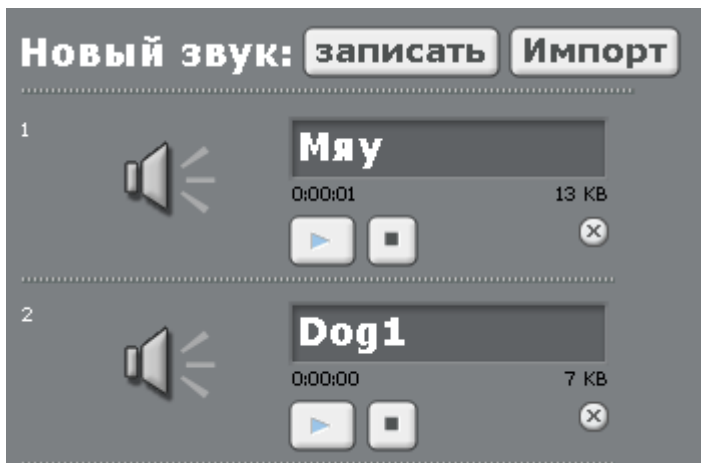 Новый звук: записать Импорт
1
Мяу
0:00:01 13 KB
2
Dog1
0:00:00 7 KB